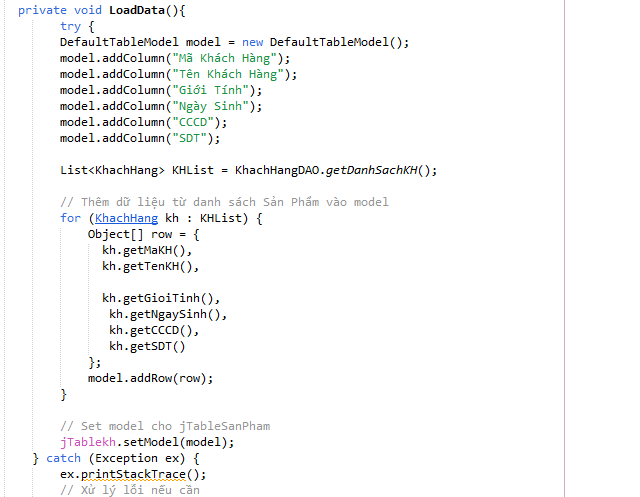 private void LoadData(){
try {
DefaultTableModel model = new DefaultTableModel();
model.addColumn("Mã Khách Hàng");
model.addColumn("Tên Khách Hàng");
model.addColumn("Giới Tính");
model.addColumn("Ngày Sinh");
model.addColumn("CCCD");
model.addColumn("SDT");
List<KhachHang> KHList = KhachHangDAO.getDanhSachKH();
// Thêm dữ liệu từ danh sách Sản Phẩm vào model
for (KhachHang kh : KHList) {
Object[] row = {
kh.getMaKH(),
kh.getTenKH(),
kh.getGioiTinh(),
kh.getNgaySinh(),
kh.getCCCD(),
kh.getSDT()
};
model.addRow(row);
}
// Set model cho jTableSanPham
jTablekh.setModel(model);
} catch (Exception ex) {
ex.printStackTrace();
// Xử lý lỗi nếu cần